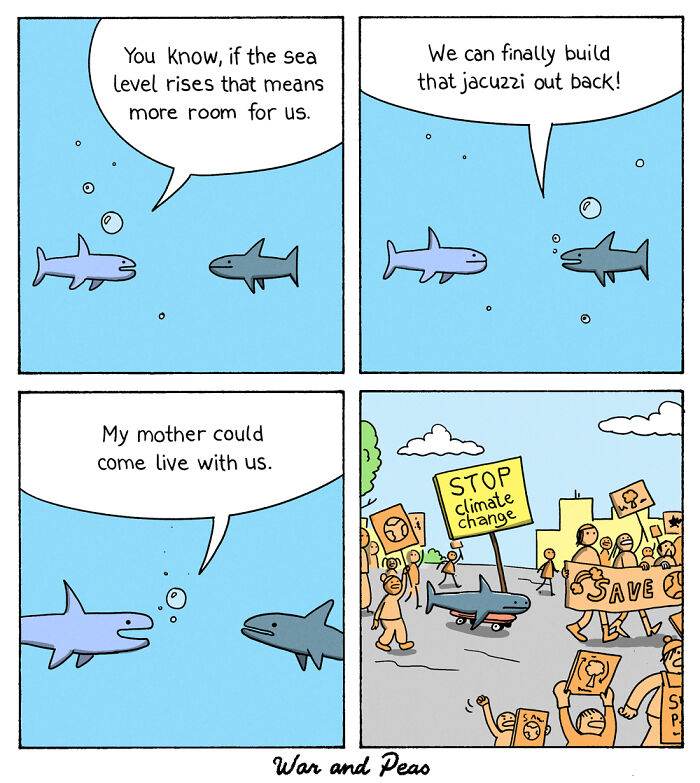 You know, if the sea
level rises that means
more room for us.
We can finally build
that jacuzzi out back!
My mother could
come live with us.
STOP
climate
change
SAVE
War and Peas